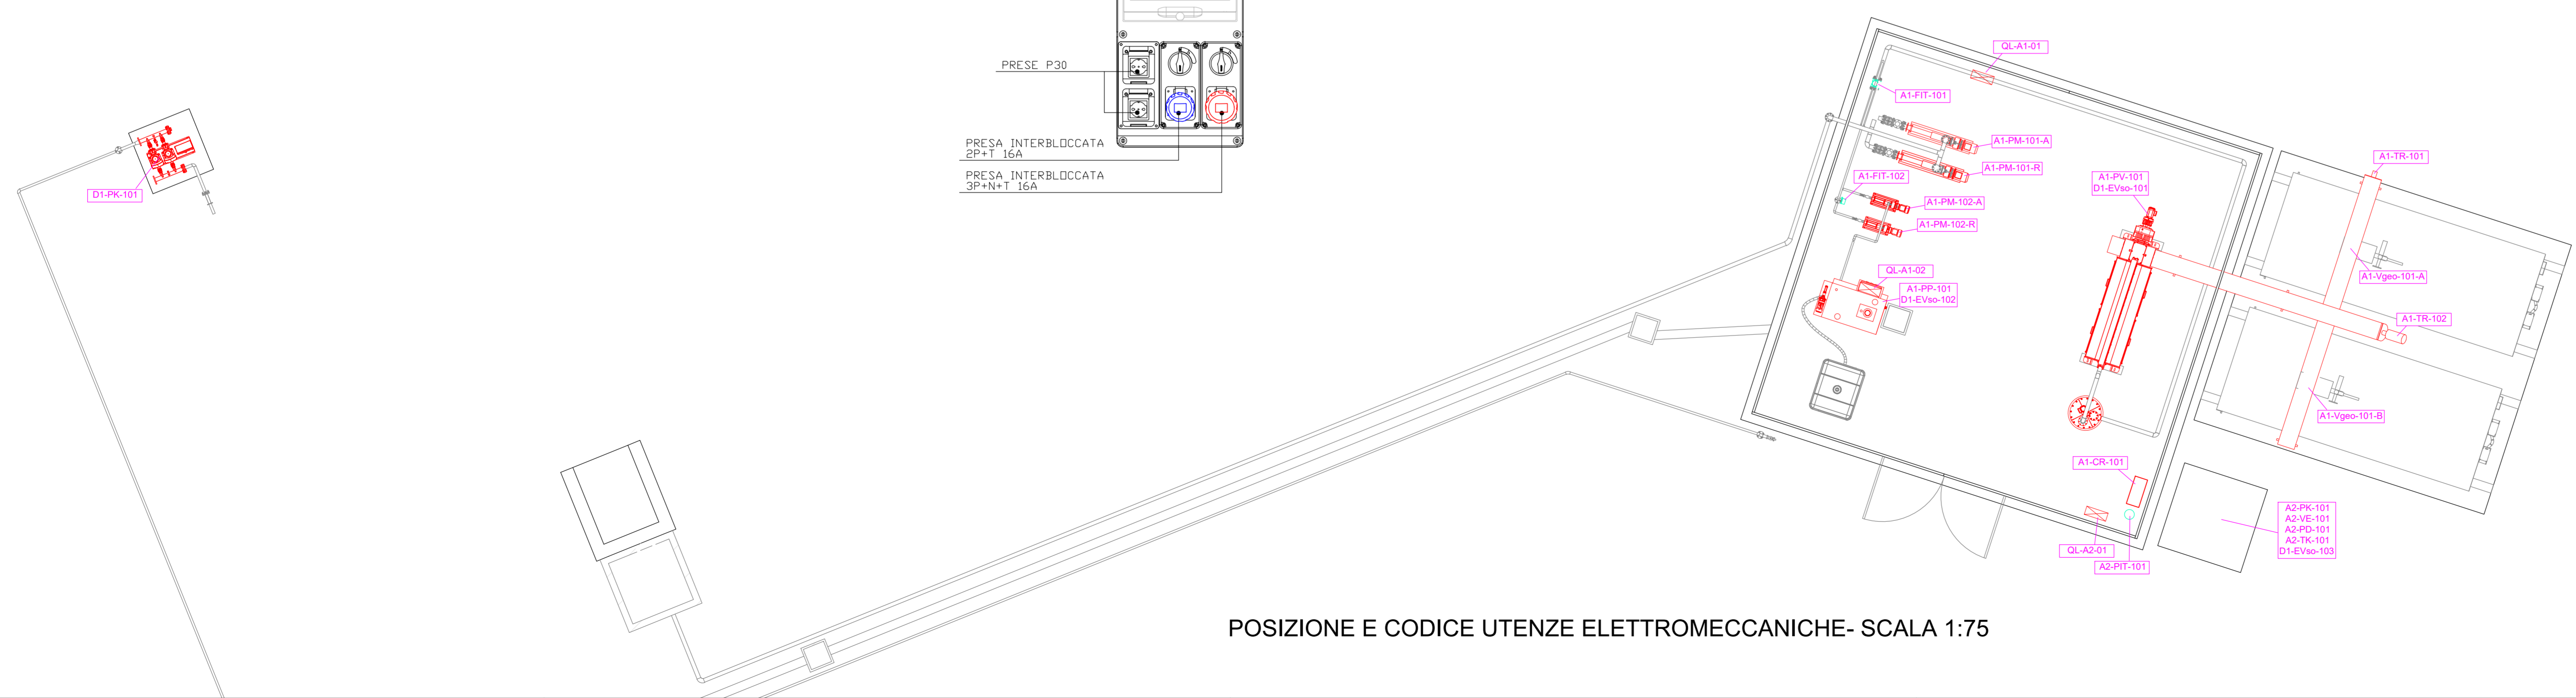 PRESE P30
PRESA INTERBLOCCATA
2P+T 16A
PRESA INTERBLOCCATA
3P+N+T 16A
D1-PK-101
QL-A1-01
A1-FIT-101
A1-PM-101-A
A1-PM-101-R
A1-FIT-102
A1-PM-102-A
A1-PM-102-R
QL-A1-02
A1-PP-101
D1-EVso-102
A1-PV-101
D1-EVso-101
A1-TR-101
A1-Vgeo-101-A
A1-TR-102
A1-Vgeo-101-B
A1-CR-101
QL-A2-01
A2-PIT-101
A2-PK-101
A2-VE-101
A2-PD-101
A2-TK-101
D1-EVso-103
POSIZIONE E CODICE UTENZE ELETTROMECCANICHE- SCALA 1:75